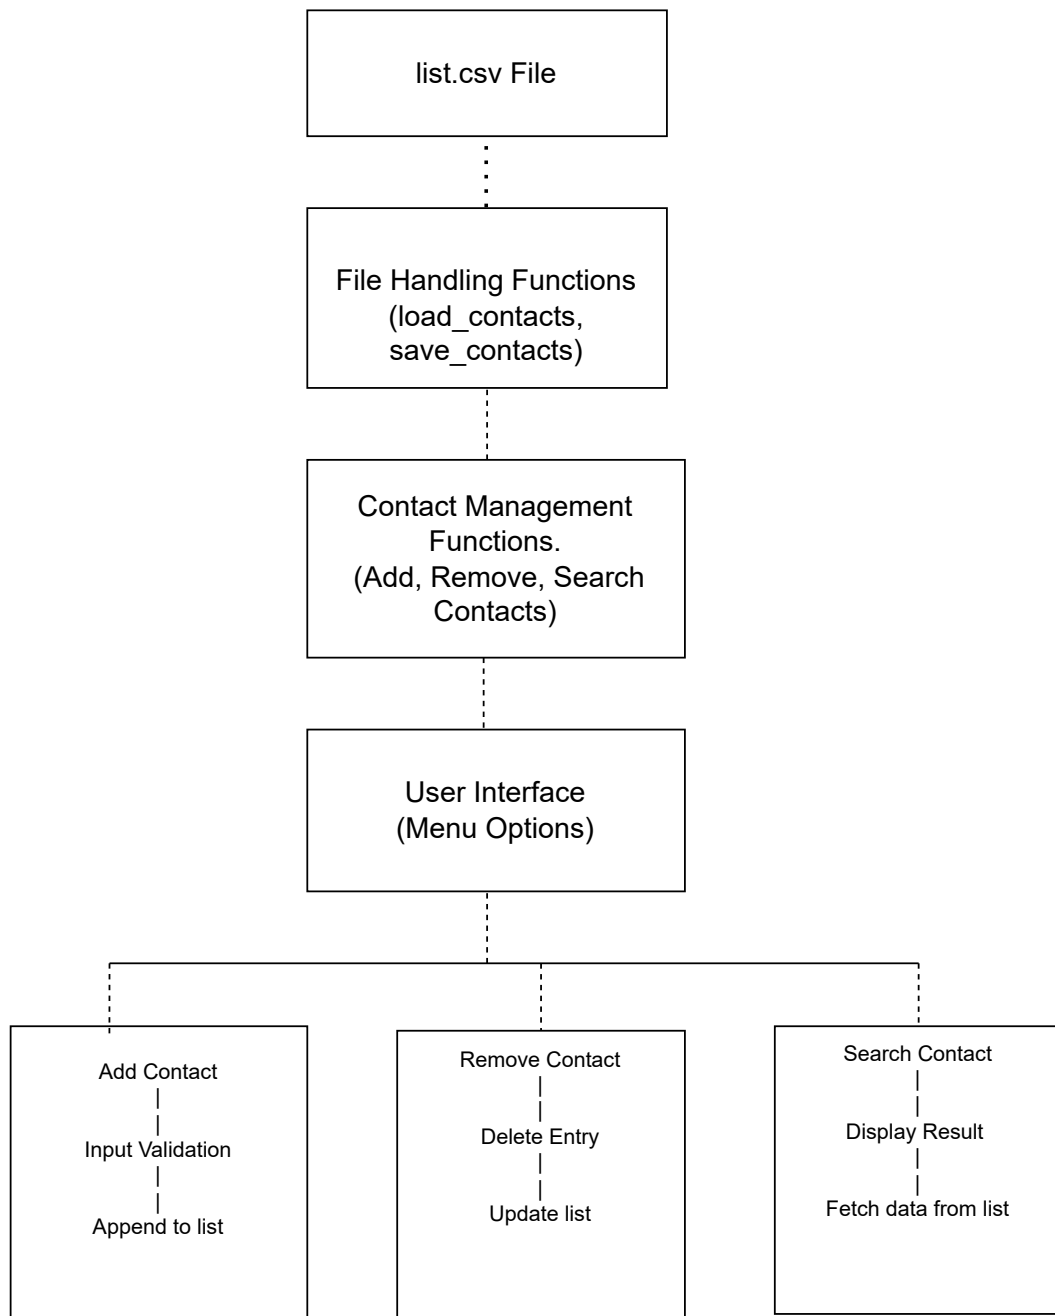 list.csv File
File Handling Functions
(load_contacts,
save_contacts)
Contact Management
Functions.
(Add, Remove, Search
Contacts)
User Interface
(Menu Options)
Add Contact
Input Validation
Append to list
Remove Contact
Delete Entry
Update list
Search Contact
Display Result
Fetch data from list